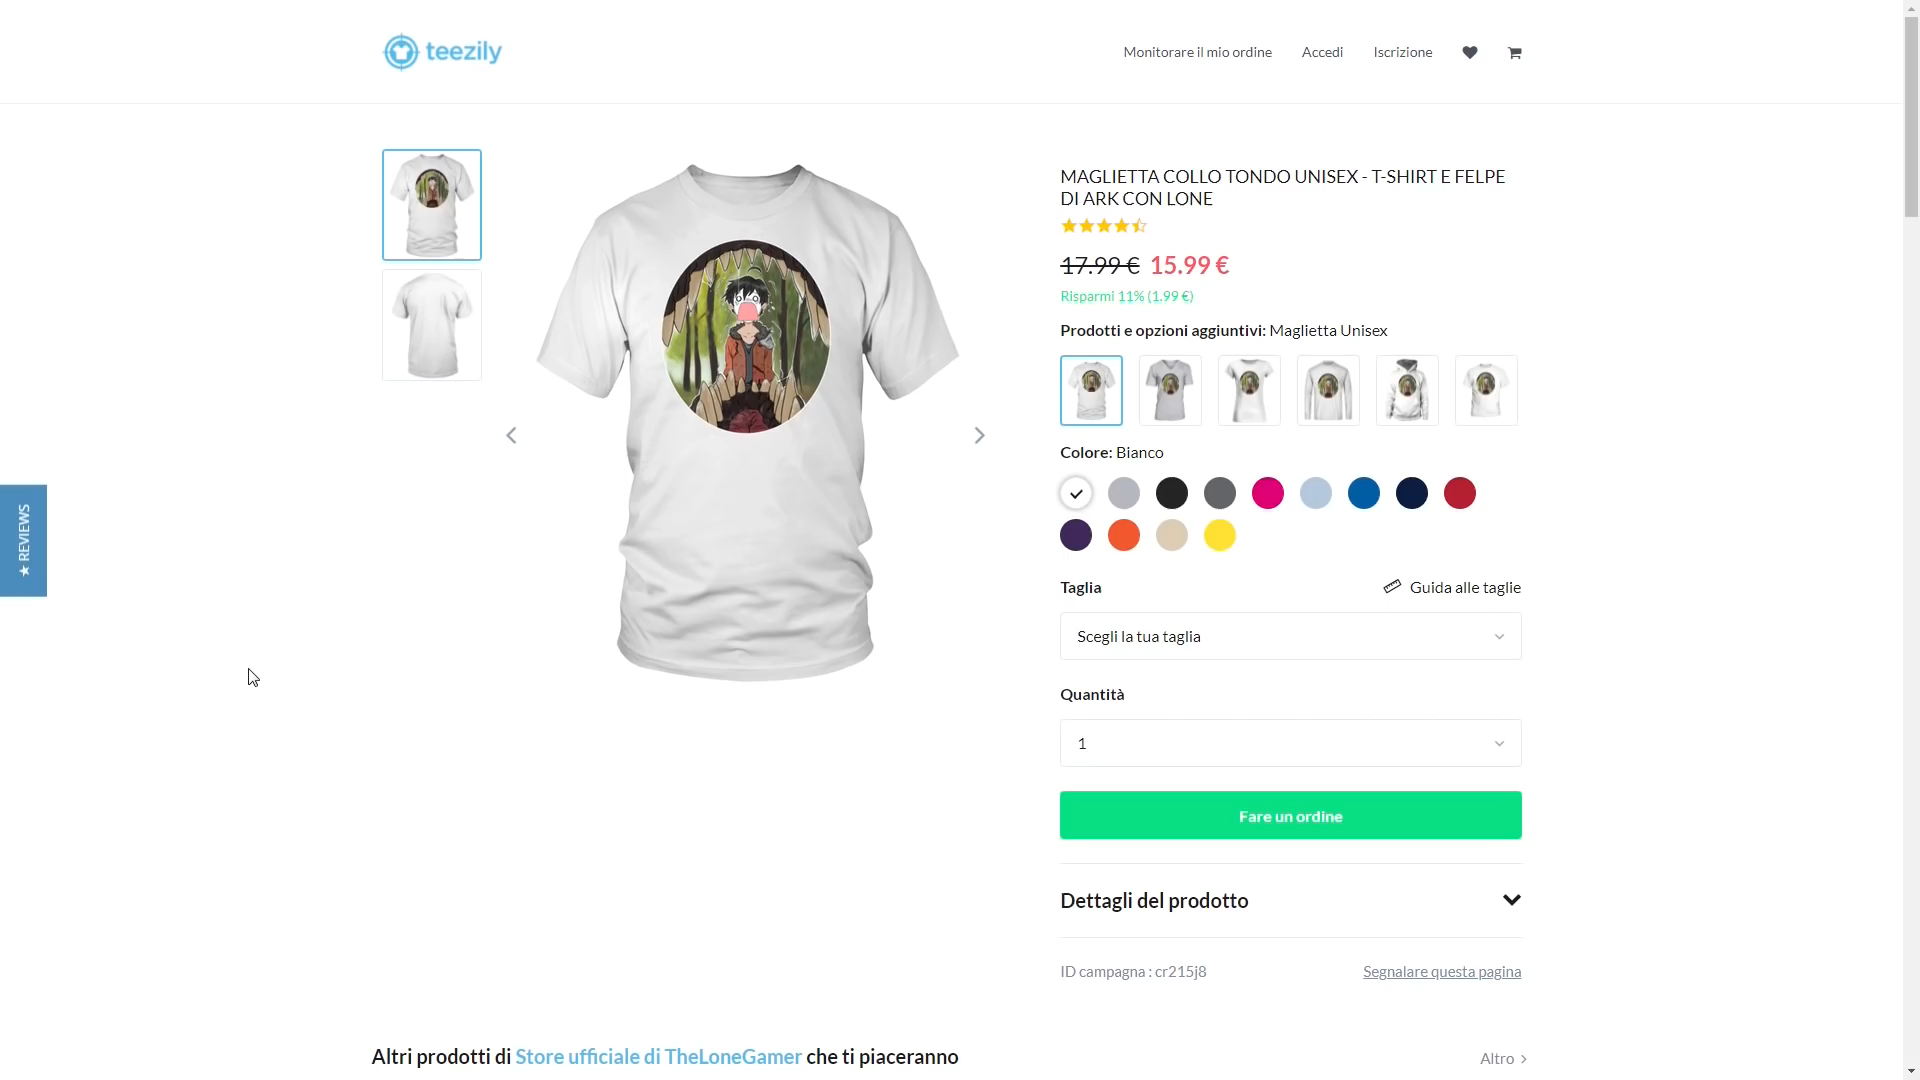 teezily
Monitorare il mio ordine
Accedi
Iscrizione
MAGLIETTA COLLO TONDO UNISEX - T-SHIRT E FELPE
DI ARK CON LONE
17.99 € 15.99 €
Risparmi 11% (1.99 €)
Prodotti e opzioni aggiuntivi: Maglietta Unisex
Colore: Bianco
★ REVIEWS
Taglia
Guida alle taglie
Scegli la tua taglia
Quantità
1
Fare un ordine
Dettagli del prodotto
ID campagna : cr215j8
Segnalare questa pagina
Altri prodotti di Store ufficiale di TheLoneGamer che ti piaceranno
Altro